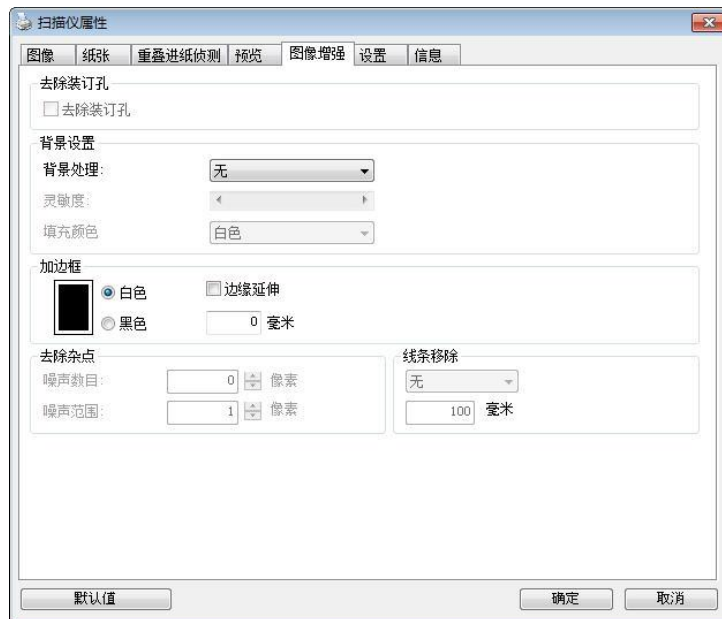 扫描仪属性
图像 纸张 重叠进纸侦测 预览 图像增强 设置 信息
去除装订孔
去除装订孔
背景设置
背景处理: 无
灵敏度:
填充颜色 白色
加边框
白色 边缘延伸
黑色 0 毫米
去除杂点 线条移除
噪声数目: 0 像素 无
噪声范围: 1 像素 100 毫米
默认值 确定 取消